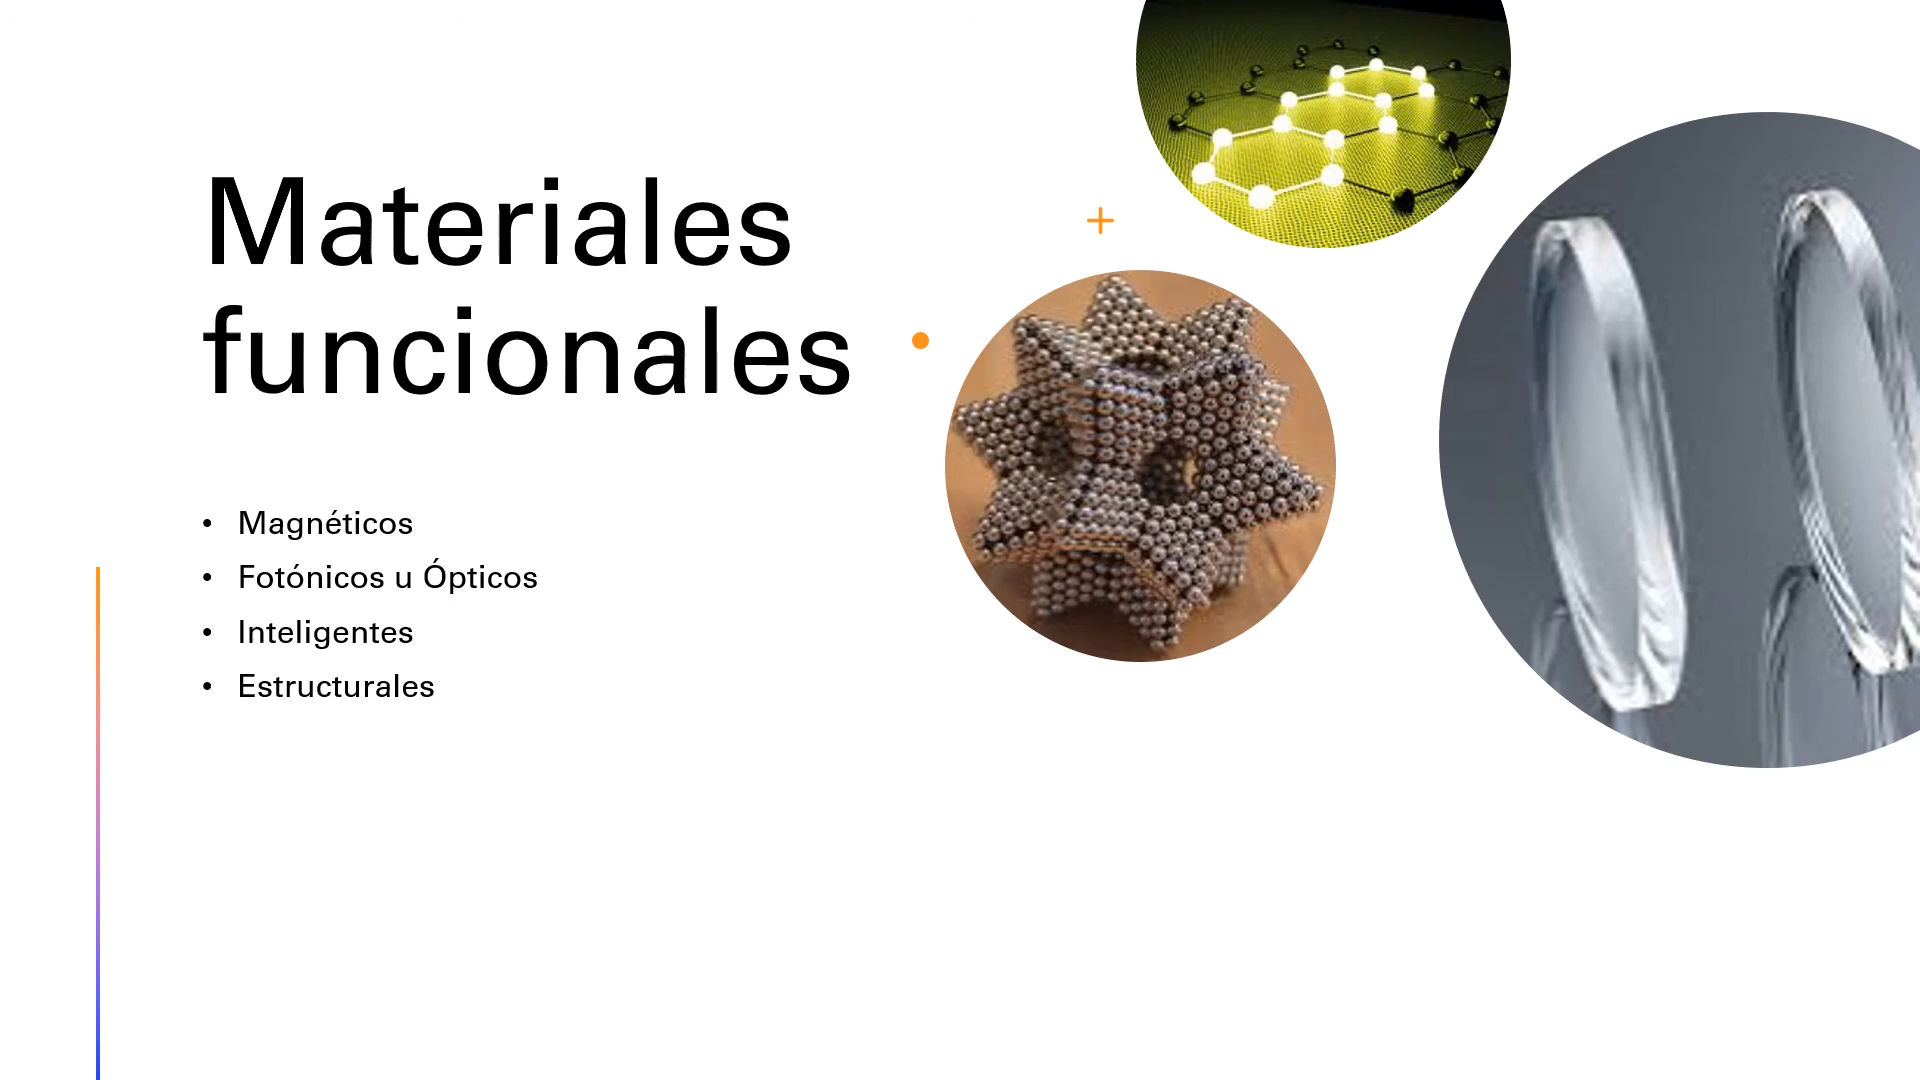 Materiales
funcionales
• Magnéticos
• Fotónicos u Ópticos
• Inteligentes
• Estructurales